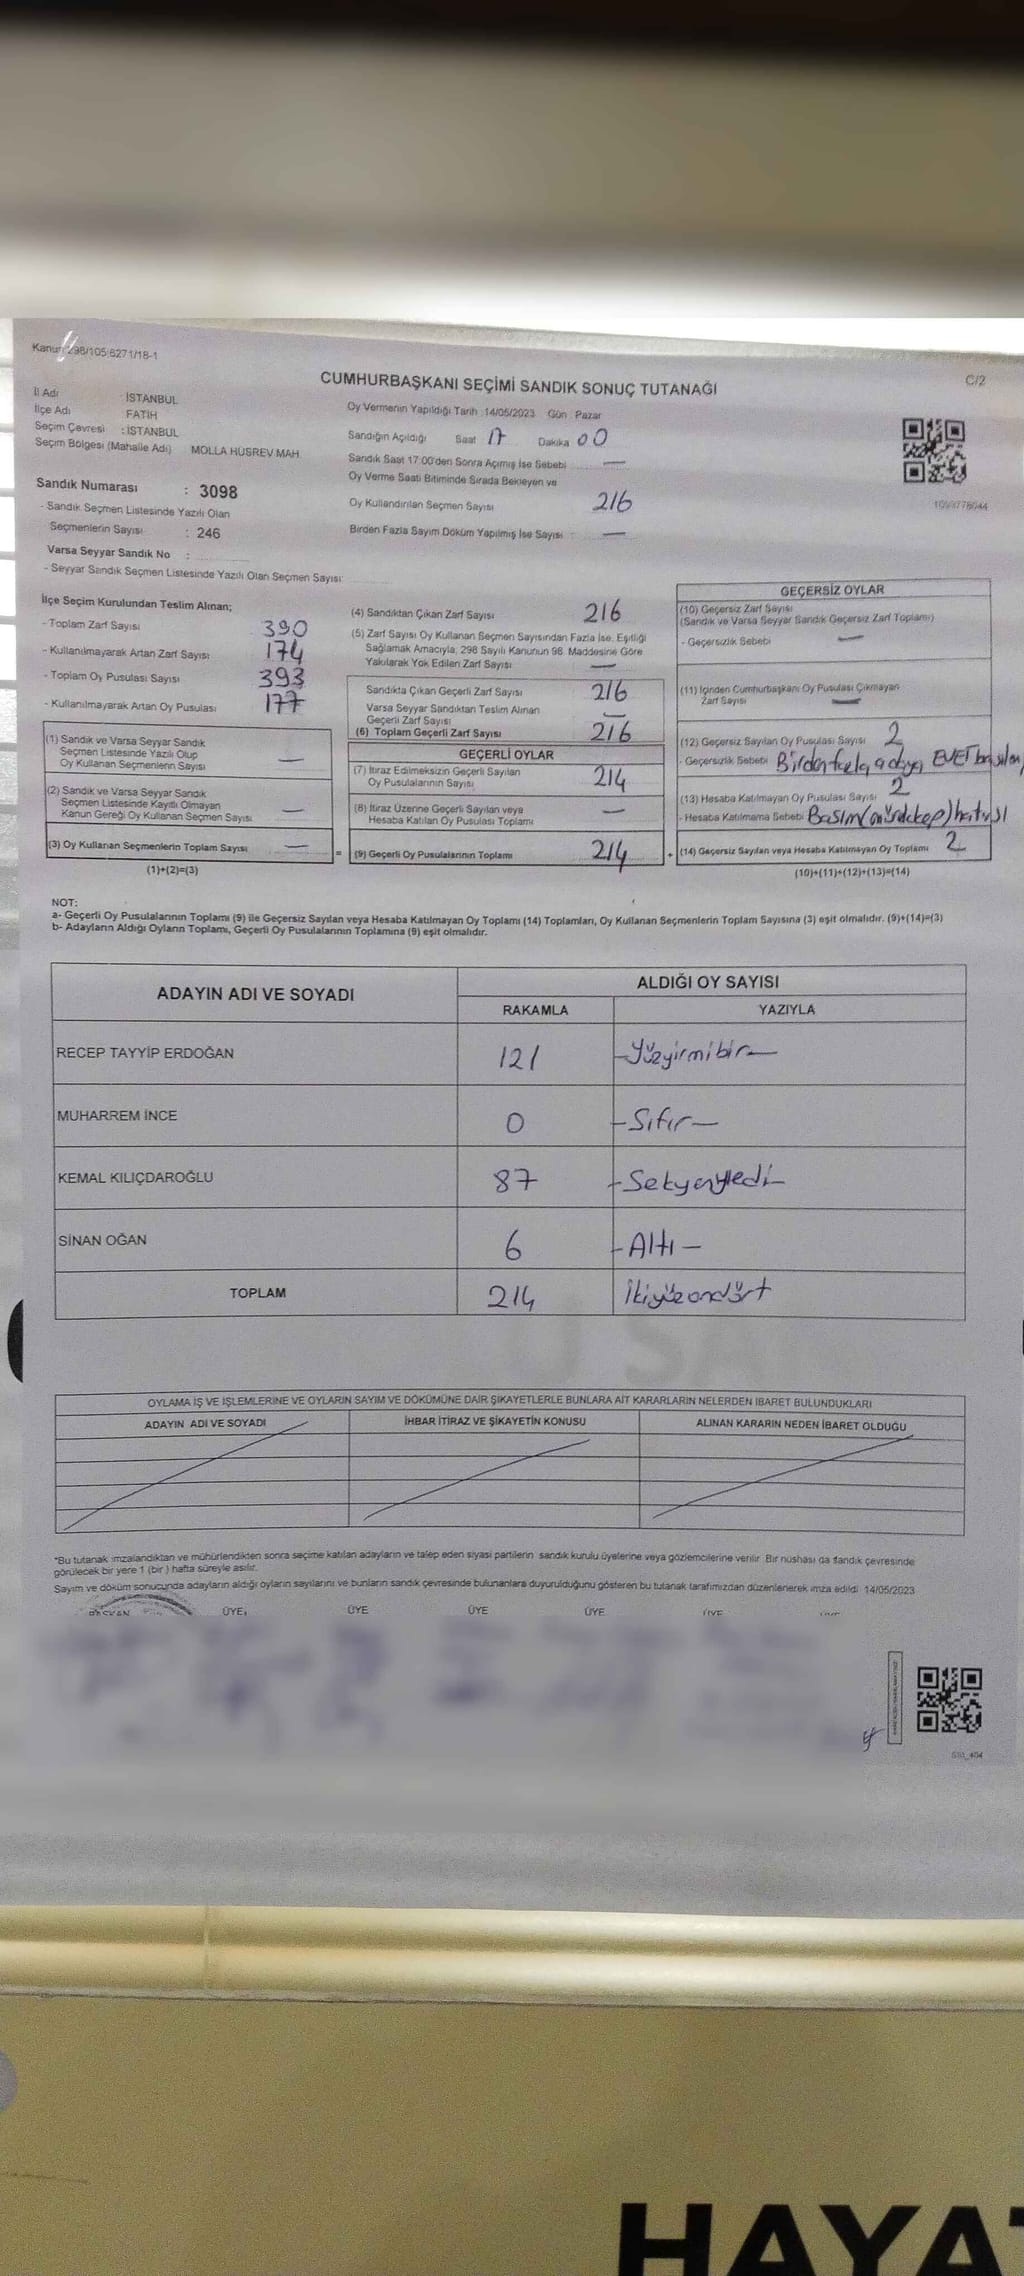 Kanun 298/105 6271/18-1
C/2
CUMHURBAŞKANI SEÇİMİ SANDIK SONUÇ TUTANAĞI
İl Adı : İSTANBUL
İlçe Adı : FATİH
Seçim Çevresi : İSTANBUL
Seçim Bölgesi (Mahalle Adı) MOLLA HÜSREV MAH.
Sandık Numarası : 3098
- Sandık Seçmen Listesinde Yazılı Olan
Seçmenlerin Sayısı : 246
Varsa Seyyar Sandık No :
- Seyyar Sandık Seçmen Listesinde Yazılı Olan Seçmen Sayısı:
Oy Vermenin Yapıldığı Tarih :14/05/2023 Gün : Pazar
Sandığın Açıldığı Saat 17 Dakika 00
Sandık Saat 17:00'den Sonra Açımış İse Sebebi —
Oy Verme Saati Bitiminde Sırada Bekleyen ve
Oy Kullandırılan Seçmen Sayısı 216
Birden Fazla Sayım Döküm Yapılmış İse Sayısı : —
İlçe Seçim Kurulundan Teslim Alınan;
- Toplam Zarf Sayısı 390
- Kullanılmayarak Artan Zarf Sayısı 174
- Toplam Oy Pusulası Sayısı 393
- Kullanılmayarak Artan Oy Pusulası 177
(1) Sandık ve Varsa Seyyar Sandık
Seçmen Listesinde Yazılı Olup
Oy Kullanan Seçmenlerin Sayısı —
(2) Sandık ve Varsa Seyyar Sandık
Seçmen Listesinde Kayıtlı Olmayan
Kanun Gereği Oy Kullanan Seçmen Sayısı —
(3) Oy Kullanan Seçmenlerin Toplam Sayısı —
(1)+(2)=(3)
(4) Sandıktan Çıkan Zarf Sayısı 216
(5) Zarf Sayısı Oy Kullanan Seçmen Sayısından Fazla İse, Eşitliği
Sağlamak Amacıyla; 298 Sayılı Kanunun 98. Maddesine Göre
Yakılarak Yok Edilen Zarf Sayısı —
Sandıkta Çıkan Geçerli Zarf Sayısı 216
Varsa Seyyar Sandıktan Teslim Alınan
Geçerli Zarf Sayısı —
(6) Toplam Geçerli Zarf Sayısı 216
GEÇERLİ OYLAR
(7) İtiraz Edilmeksizin Geçerli Sayılan
Oy Pusulalarının Sayısı 214
(8) İtiraz Üzerine Geçerli Sayılan veya
Hesaba Katılan Oy Pusulası Toplamı —
= (9) Geçerli Oy Pusulalarının Toplamı 214 +
GEÇERSİZ OYLAR
(10) Geçersiz Zarf Sayısı
(Sandık ve Varsa Seyyar Sandık Geçersiz Zarf Toplamı)
- Geçersizlik Sebebi —
(11) İçinden Cumhurbaşkanı Oy Pusulası Çıkmayan
Zarf Sayısı —
(12) Geçersiz Sayılan Oy Pusulası Sayısı 2
- Geçersizlik Sebebi Birden fazla adaya EVET
(13) Hesaba Katılmayan Oy Pusulası Sayısı 2
- Hesaba Katılmama Sebebi Basım hatası
(14) Geçersiz Sayılan veya Hesaba Katılmayan Oy Toplamı 2
(10)+(11)+(12)+(13)=(14)
NOT:
a- Geçerli Oy Pusulalarının Toplamı (9) ile Geçersiz Sayılan veya Hesaba Katılmayan Oy Toplamı (14) Toplamları, Oy Kullanan Seçmenlerin Toplam Sayısına (3) eşit olmalıdır. (9)+(14)=(3)
b- Adayların Aldığı Oyların Toplamı, Geçerli Oy Pusulalarının Toplamına (9) eşit olmalıdır.
ADAYIN ADI VE SOYADI ALDIĞI OY SAYISI
RAKAMLA YAZIYLA
RECEP TAYYİP ERDOĞAN 121 -Yüzyirmibir-
MUHARREM İNCE 0 -Sıfır-
KEMAL KILIÇDAROĞLU 87 -Seksenyedi-
SİNAN OĞAN 6 -Altı-
TOPLAM 214 İkiyüzondört
OYLAMA İŞ VE İŞLEMLERİNE VE OYLARIN SAYIM VE DÖKÜMÜNE DAİR ŞİKAYETLERLE BUNLARA AİT KARARLARIN NELERDEN İBARET BULUNDUKLARI
ADAYIN ADI VE SOYADI İHBAR İTİRAZ VE ŞİKAYETİN KONUSU ALINAN KARARIN NEDEN İBARET OLDUĞU
*Bu tutanak imzalandıktan ve mühürlendikten sonra seçime katılan adayların ve talep eden siyasi partilerin sandık kurulu üyelerine veya gözlemcilerine verilir. Bir nüshası da sandık çevresinde
görülecek bir yere 1 (bir) hafta süreyle asılır.
Sayım ve döküm sonucunda adayların aldığı oyların sayılarını ve bunların sandık çevresinde bulunanlara duyurulduğunu gösteren bu tutanak tarafımızdan düzenlenerek imza edildi. 14/05/2023
BAŞKAN ÜYE ÜYE ÜYE ÜYE ÜYE
HAYAT